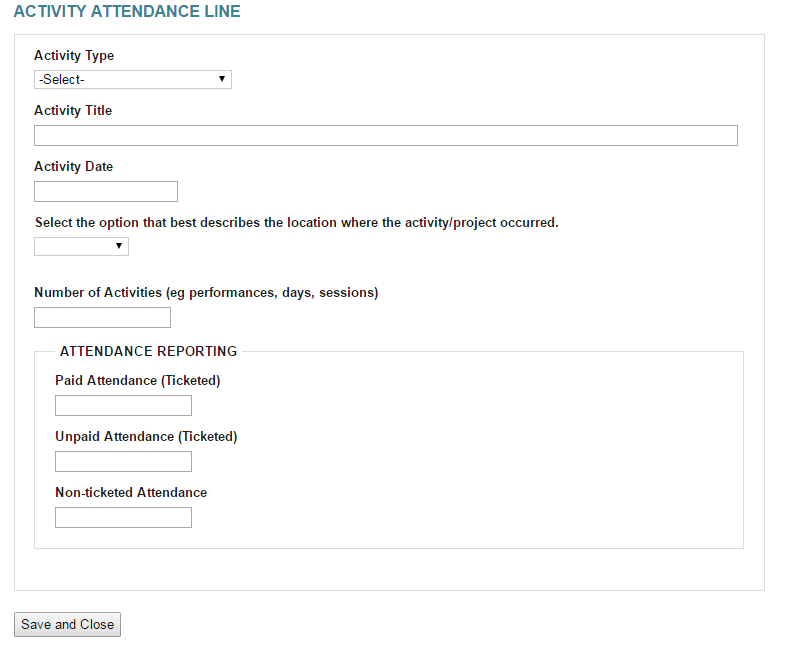 ACTIVITY ATTENDANCE LINE
Activity Type
-Select-
Activity Title
Activity Date
Select the option that best describes the location where the activity/project occurred.
Number of Activities (eg performances, days, sessions)
ATTENDANCE REPORTING
Paid Attendance (Ticketed)
Unpaid Attendance (Ticketed)
Non-ticketed Attendance
Save and Close